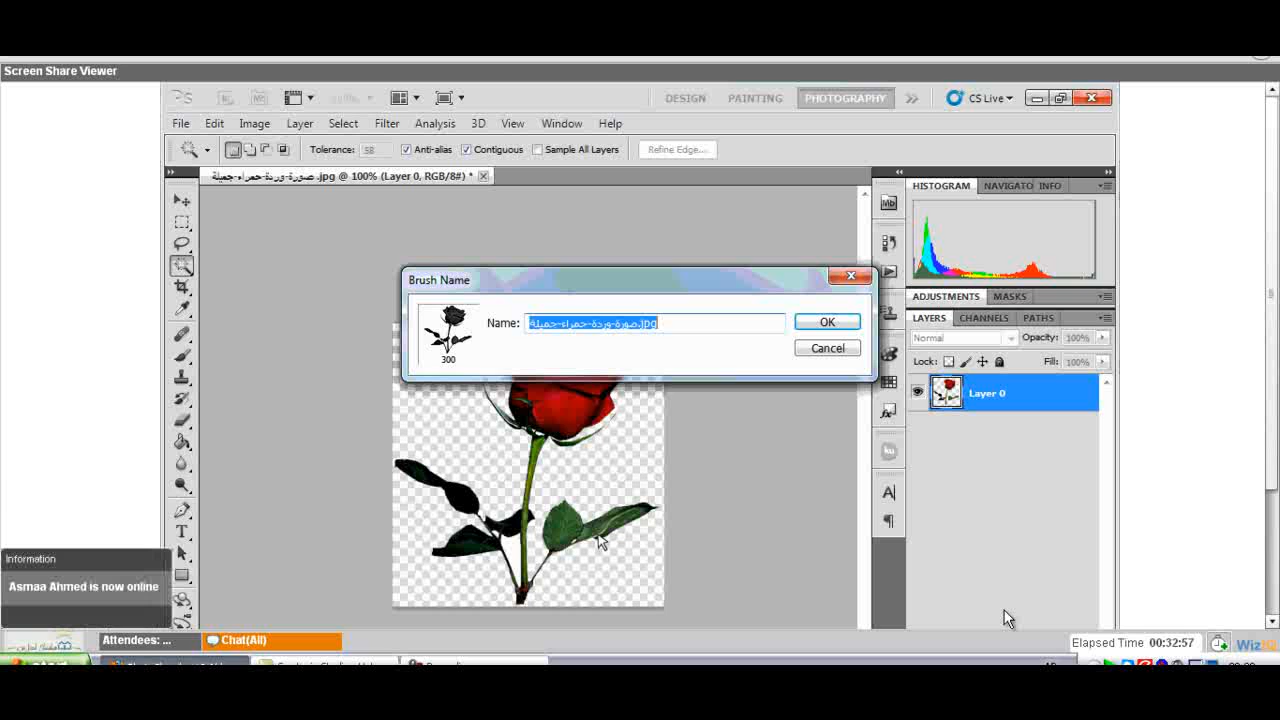 Screen Share Viewer
DESIGN PAINTING PHOTOGRAPHY CS Live
File Edit Image Layer Select Filter Analysis 3D View Window Help
Tolerance: 58 Anti-alias Contiguous Sample All Layers Refine Edge...
صورة-وردة-حمراء-جميلة.jpg @ 100% (Layer 0, RGB/8#) *
HISTOGRAM NAVIGATO INFO
Mb
Brush Name
Name: صورة-وردة-حمراء-جميلة.jpg OK
300
Cancel
ADJUSTMENTS MASKS
LAYERS CHANNELS PATHS
Normal Opacity: 100%
Lock: Fill: 100%
Layer 0
Information
Asmaa Ahmed is now online
Attendees: ... Chat(All)
Elapsed Time 00:32:57